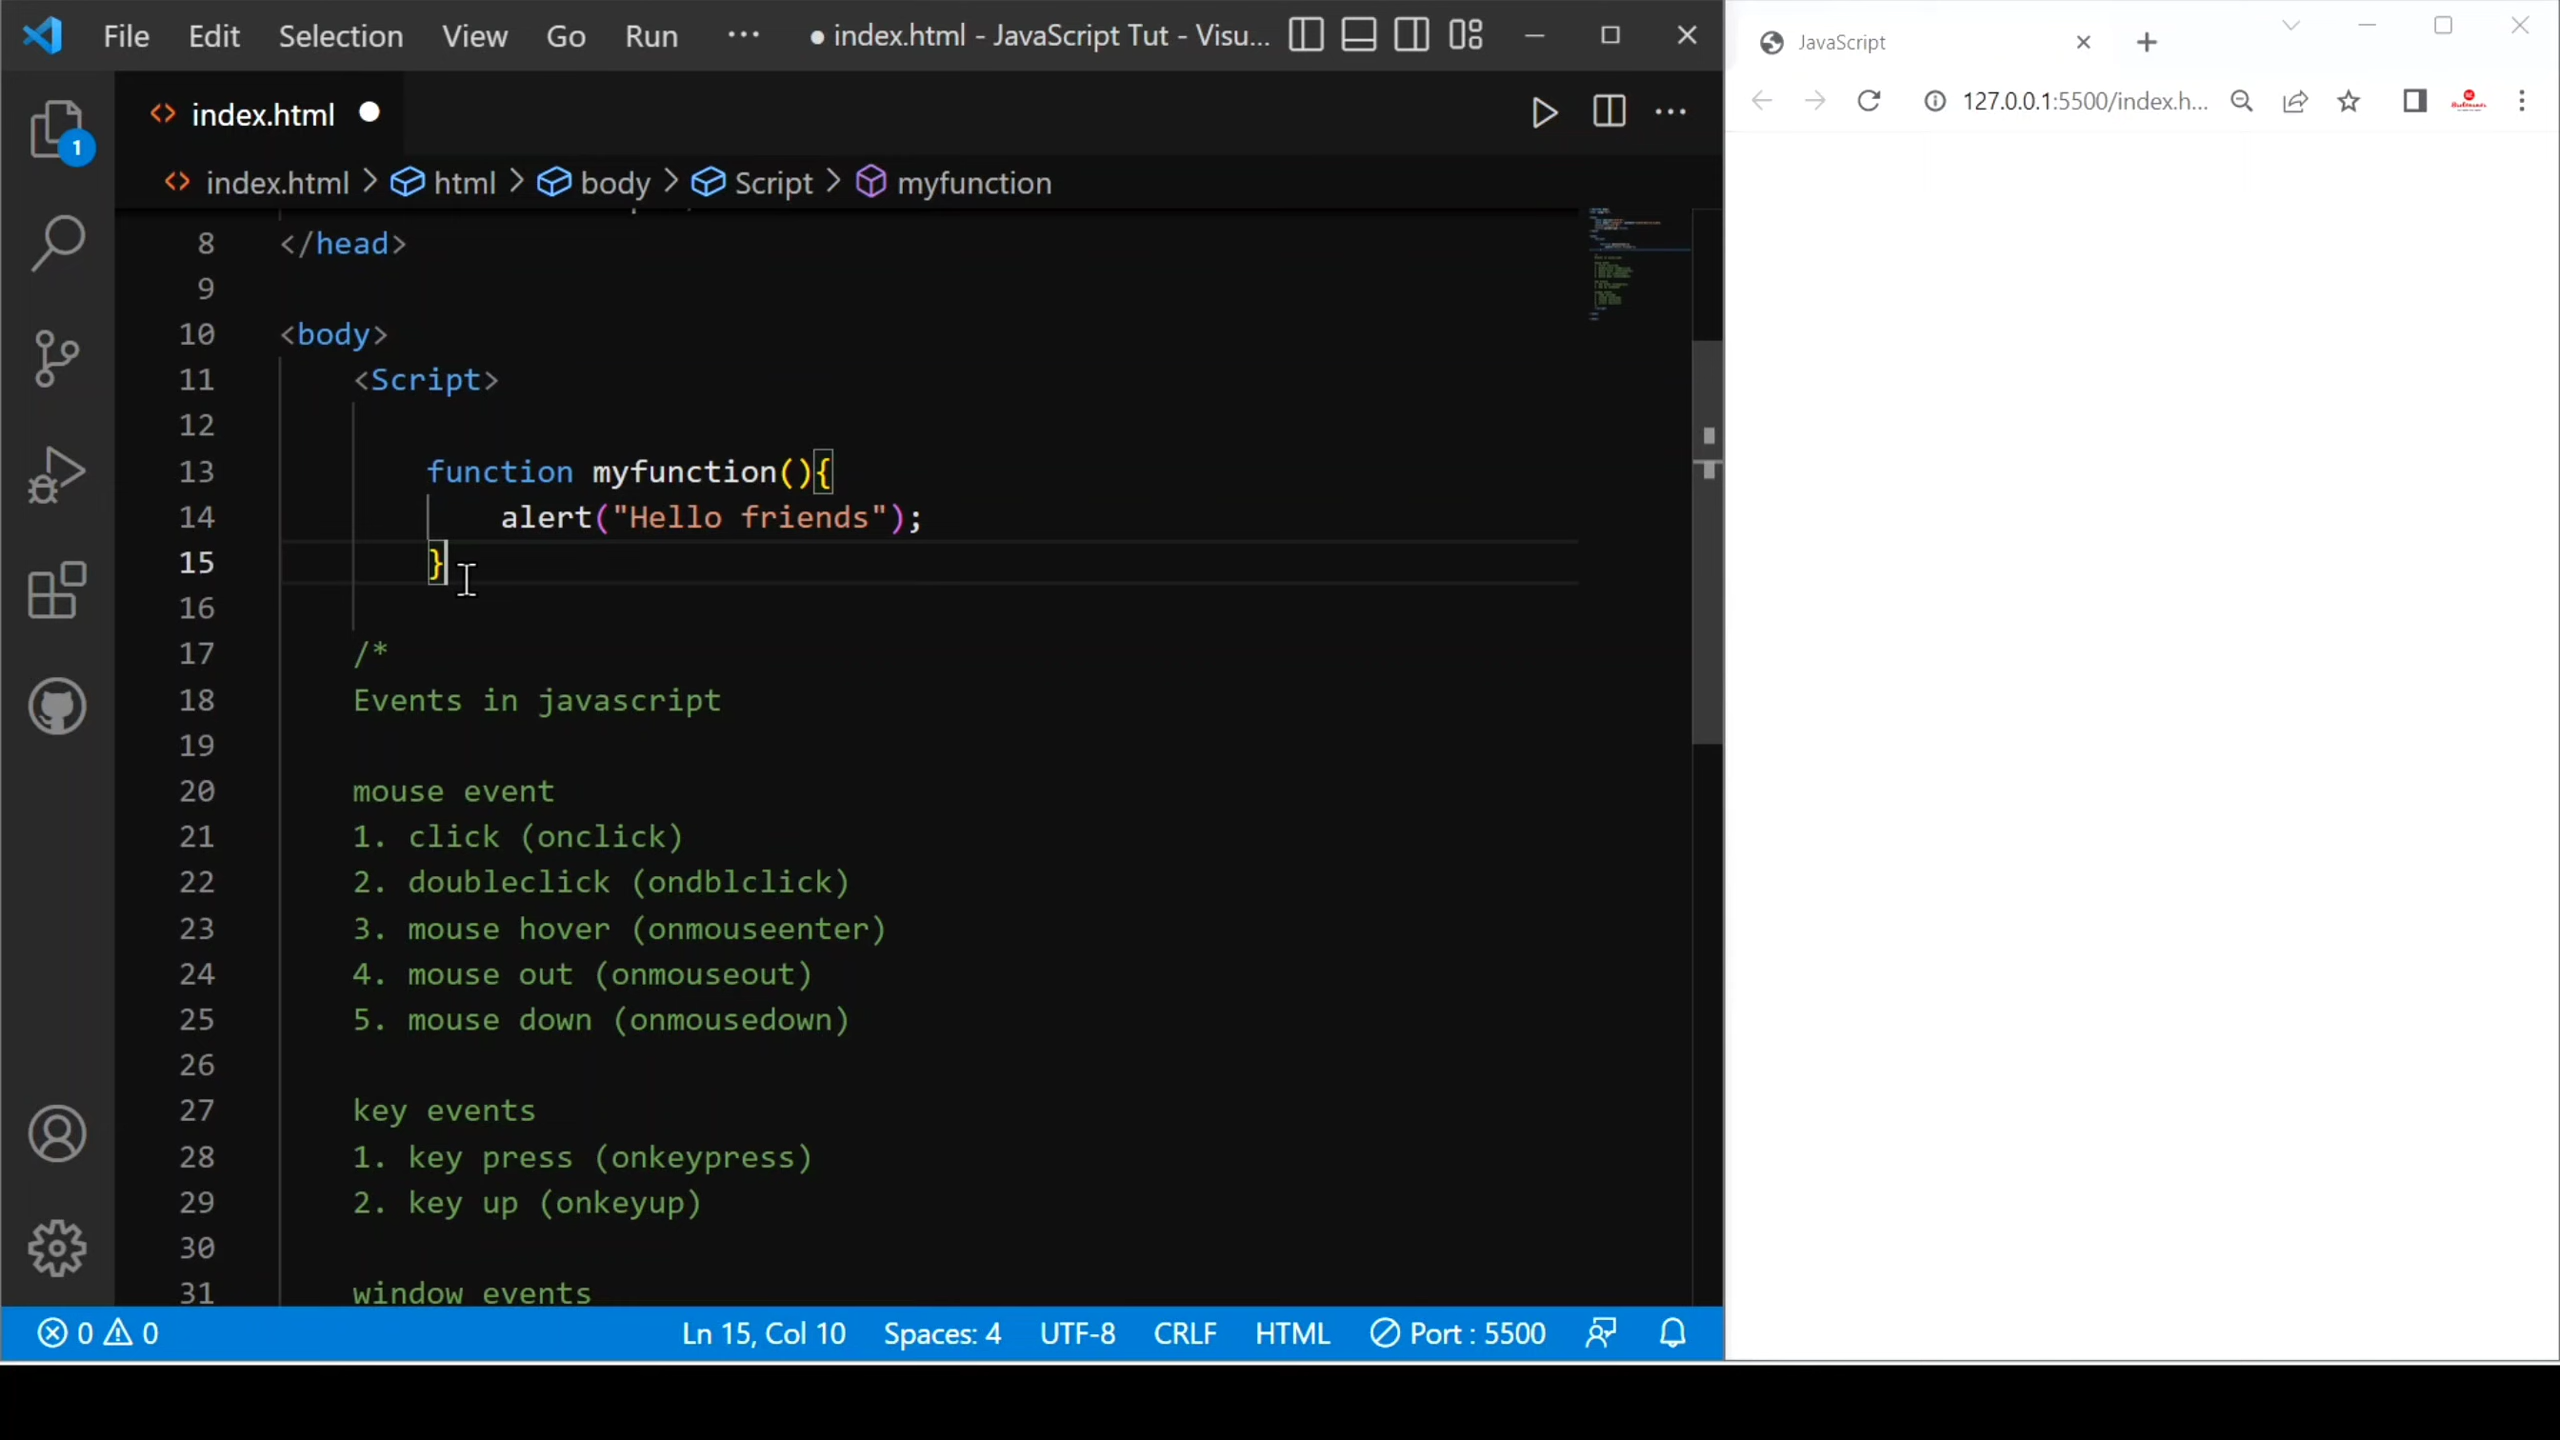 File Edit Selection View Go Run ··· ● index.html - JavaScript Tut - Visu...
index.html
1
index.html > html > body > Script > myfunction
8 </head>
9
10 <body>
11 <Script>
12
13 function myfunction(){
14 alert("Hello friends");
15 }
16
17 /*
18 Events in javascript
19
20 mouse event
21 1. click (onclick)
22 2. doubleclick (ondblclick)
23 3. mouse hover (onmouseenter)
24 4. mouse out (onmouseout)
25 5. mouse down (onmousedown)
26
27 key events
28 1. key press (onkeypress)
29 2. key up (onkeyup)
30
31 window events
0 0 Ln 15, Col 10 Spaces: 4 UTF-8 CRLF HTML Port : 5500
JavaScript
127.0.0.1:5500/index.h...